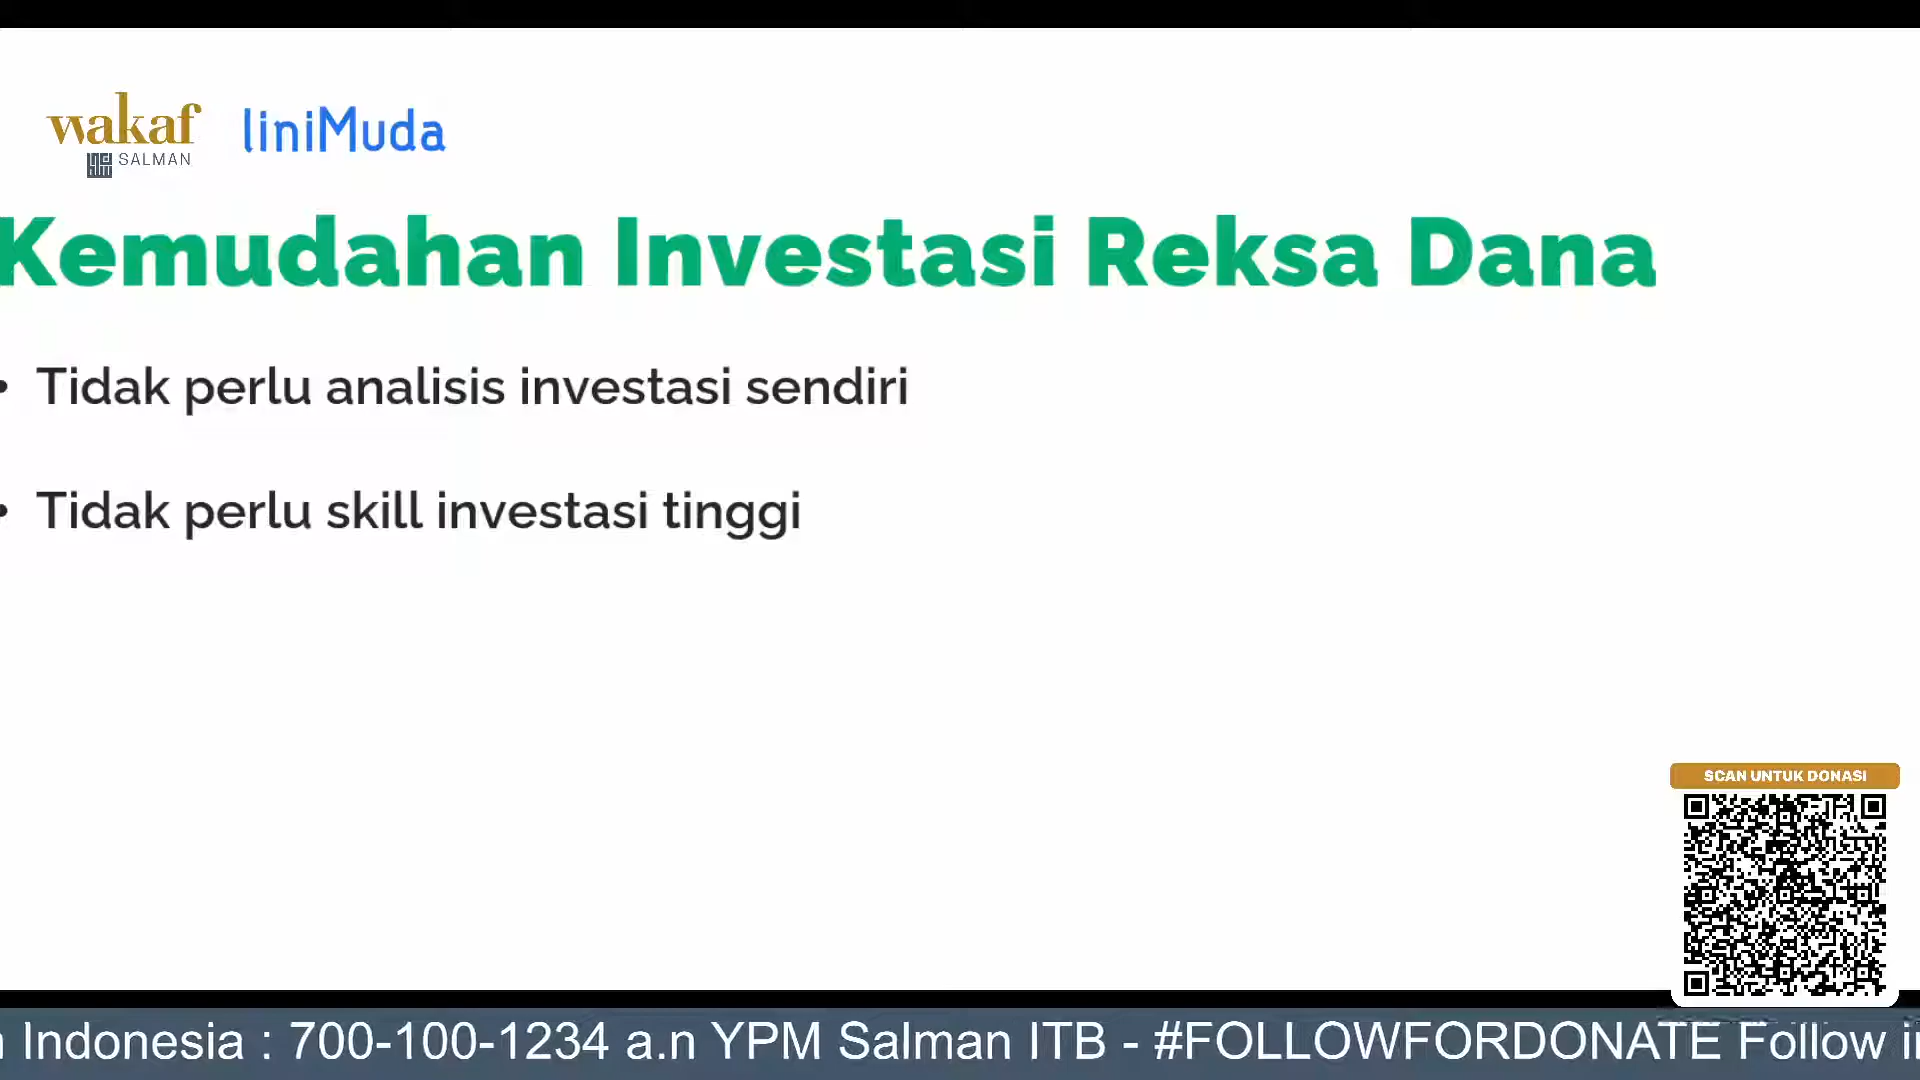 wakaf
SALMAN
liniMuda
Kemudahan Investasi Reksa Dana
• Tidak perlu analisis investasi sendiri
• Tidak perlu skill investasi tinggi
SCAN UNTUK DONASI
Indonesia : 700-100-1234 a.n YPM Salman ITB - #FOLLOWFORDONATE Follow